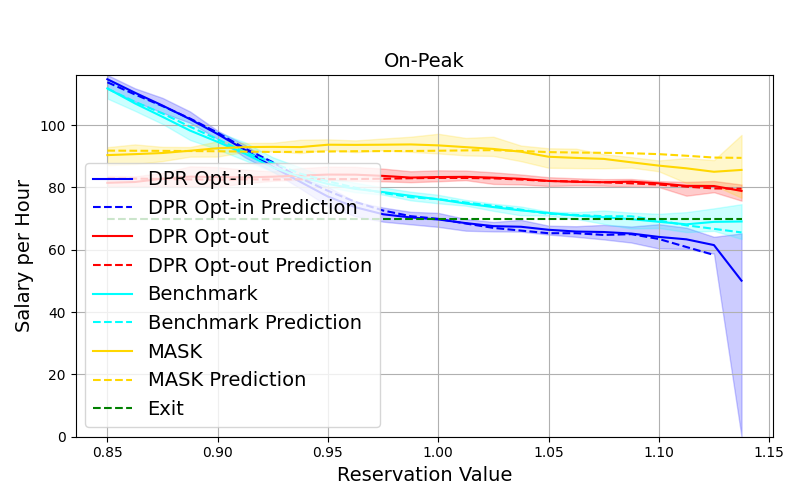 On-Peak
Salary per Hour
100
80
60
40
20
0
DPR Opt-in
DPR Opt-in Prediction
DPR Opt-out
DPR Opt-out Prediction
Benchmark
Benchmark Prediction
MASK
MASK Prediction
Exit
0.85 0.90 0.95 1.00 1.05 1.10 1.15
Reservation Value